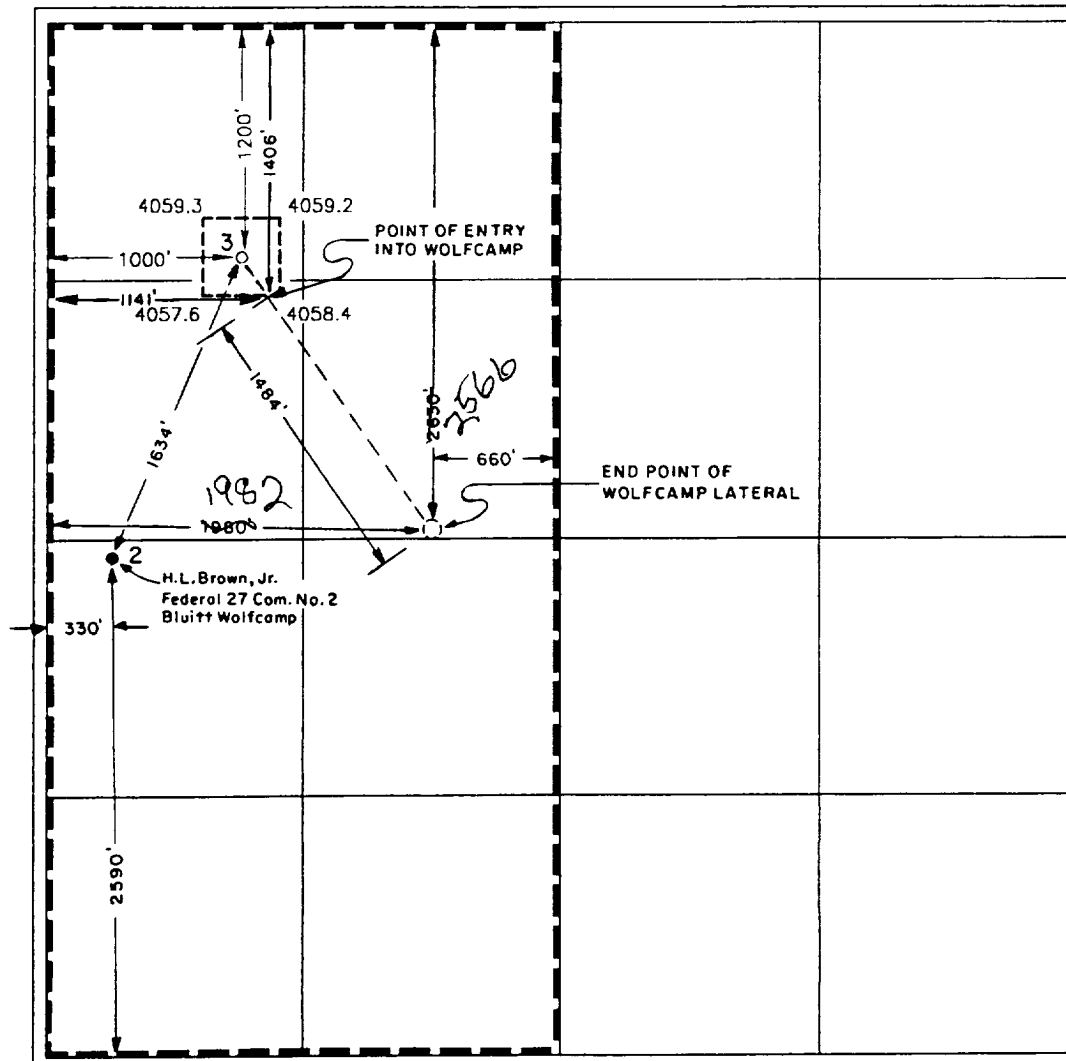 1200'
1406'
4059.3
4059.2
POINT OF ENTRY
INTO WOLFCAMP
3
1000'
1141'
4057.6
4058.4
1484'
2566
1634'
660'
END POINT OF
WOLFCAMP LATERAL
1982
1980'
2
H.L.Brown, Jr.
Federal 27 Com. No. 2
Bluitt Wolfcamp
330'
2590'